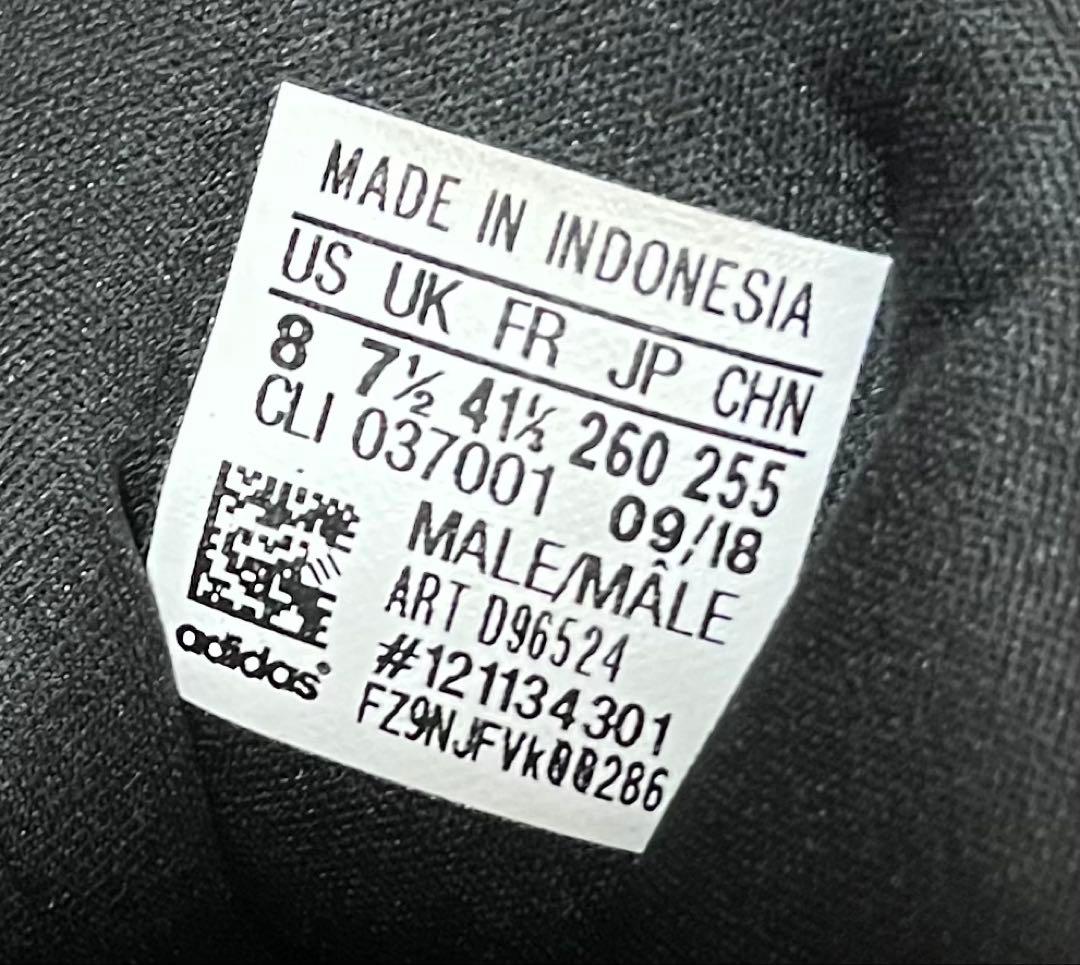 MADE IN INDONESIA
US UK FR JP CHN
8 7½ 41⅓ 260 255
CLI 037001 09/18
MALE/MÂLE
ART D96524
#121134301
adidas®
FZ9NJFVk00286